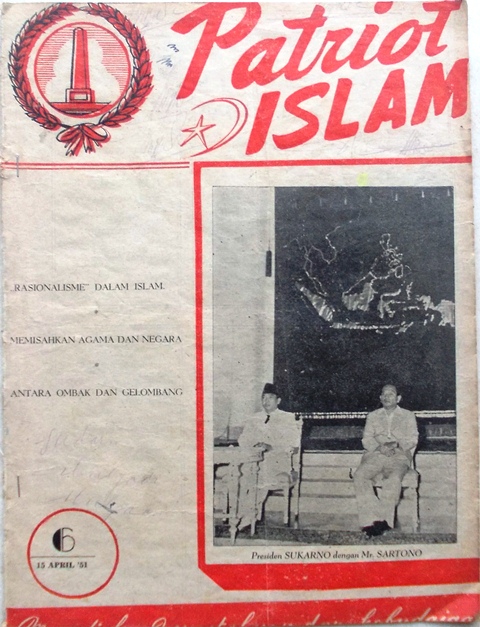 Patriot
ISLAM
„RASIONALISME" DALAM ISLAM.
MEMISAHKAN AGAMA DAN NEGARA
ANTARA OMBAK DAN GELOMBANG
Presiden SUKARNO dengan Mr. SARTONO
6
15 APRIL '51